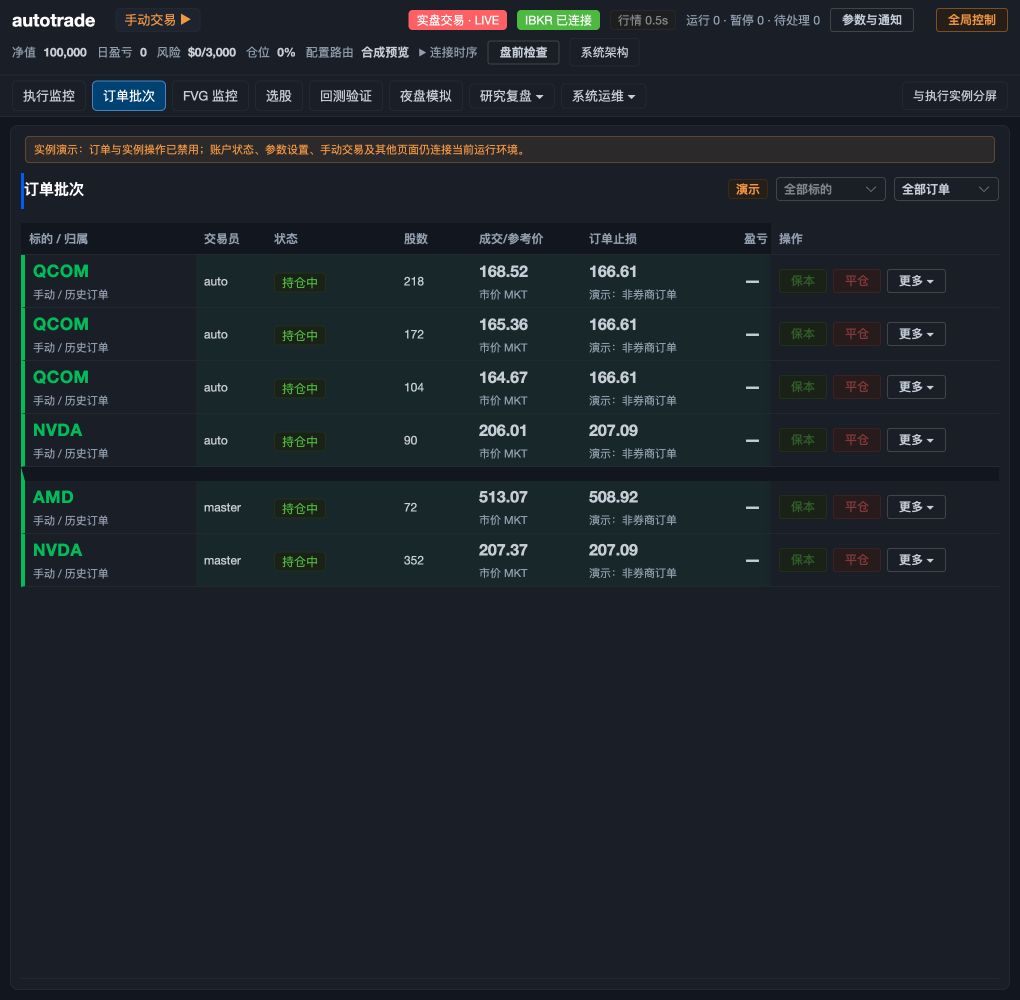 autotrade 手动交易 ▶ 实盘交易 · LIVE IBKR 已连接 行情 0.5s 运行 0 · 暂停 0 · 待处理 0 参数与通知 全局控制
净值 100,000 日盈亏 0 风险 $0/3,000 仓位 0% 配置路由 合成预览 ▶ 连接时序 盘前检查 系统架构
执行监控 订单批次 FVG 监控 选股 回测验证 夜盘模拟 研究复盘 系统运维 与执行实例分屏
实例演示：订单与实例操作已禁用；账户状态、参数设置、手动交易及其他页面仍连接当前运行环境。
订单批次 演示 全部标的 全部订单
标的 / 归属 交易员 状态 股数 成交/参考价 订单止损 盈亏 操作
QCOM auto 持仓中 218 168.52 166.61 — 保本 平仓 更多
手动 / 历史订单 市价 MKT 演示：非券商订单
QCOM auto 持仓中 172 165.36 166.61 — 保本 平仓 更多
手动 / 历史订单 市价 MKT 演示：非券商订单
QCOM auto 持仓中 104 164.67 166.61 — 保本 平仓 更多
手动 / 历史订单 市价 MKT 演示：非券商订单
NVDA auto 持仓中 90 206.01 207.09 — 保本 平仓 更多
手动 / 历史订单 市价 MKT 演示：非券商订单
AMD master 持仓中 72 513.07 508.92 — 保本 平仓 更多
手动 / 历史订单 市价 MKT 演示：非券商订单
NVDA master 持仓中 352 207.37 207.09 — 保本 平仓 更多
手动 / 历史订单 市价 MKT 演示：非券商订单